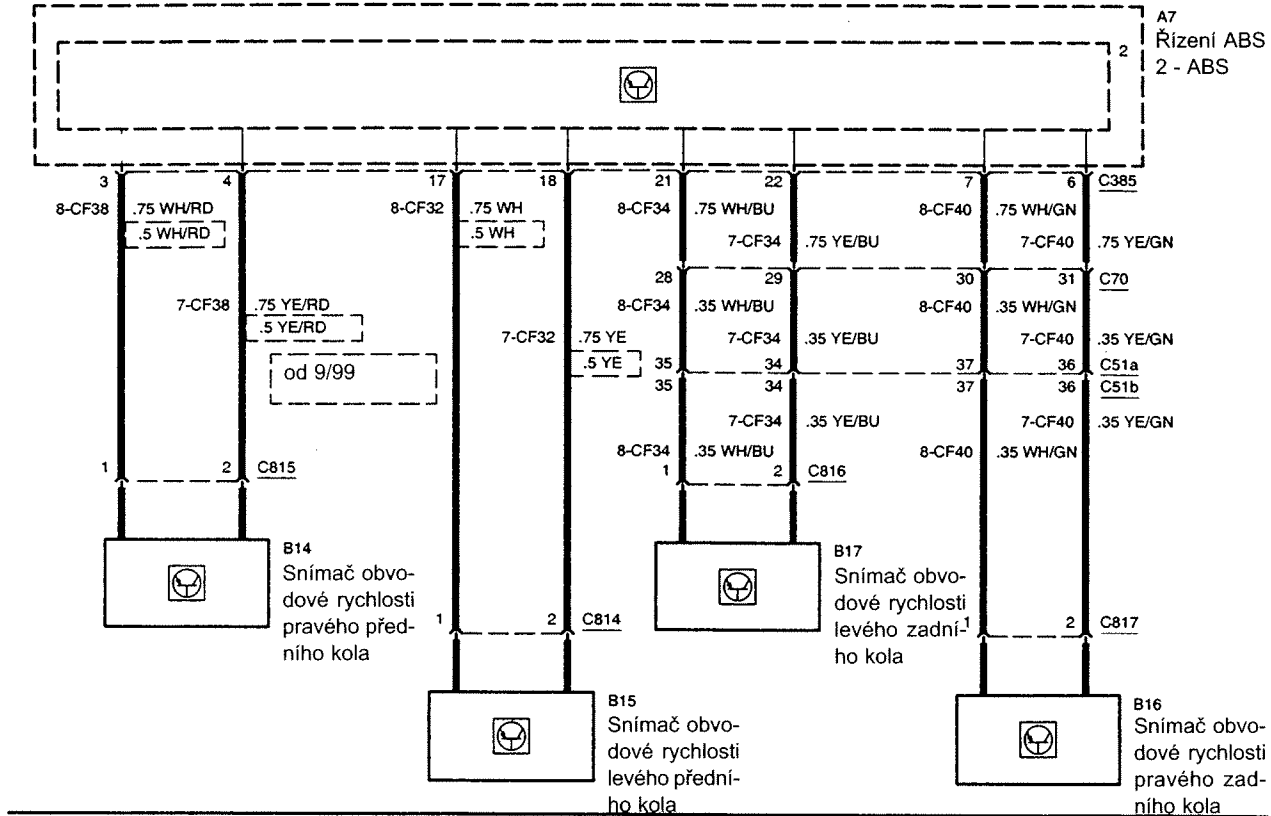 A7
Řízení ABS
2
2 - ABS
3 4 17 18 21 22 7 6 C385
8-CF38 .75 WH/RD 8-CF32 .75 WH 8-CF34 .75 WH/BU 8-CF40 .75 WH/GN
.5 WH/RD .5 WH
7-CF34 .75 YE/BU 7-CF40 .75 YE/GN
28 29 30 31 C70
7-CF38 .75 YE/RD 8-CF34 .35 WH/BU 8-CF40 .35 WH/GN
.5 YE/RD
7-CF32 .75 YE 7-CF34 .35 YE/BU 7-CF40 .35 YE/GN
od 9/99 .5 YE 35 34 37 36 C51a
35 34 37 36 C51b
7-CF34 .35 YE/BU 7-CF40 .35 YE/GN
8-CF34 .35 WH/BU 8-CF40 .35 WH/GN
1 2 C815 1 2 C816
B14
Snímač obvo-
dové rychlosti
pravého před-
ního kola
B17
Snímač obvo-
dové rychlosti
levého zadní-
ho kola
1 2 C814 1 2 C817
B15
Snímač obvo-
dové rychlosti
levého přední-
ho kola
B16
Snímač obvo-
dové rychlosti
pravého zad-
ního kola